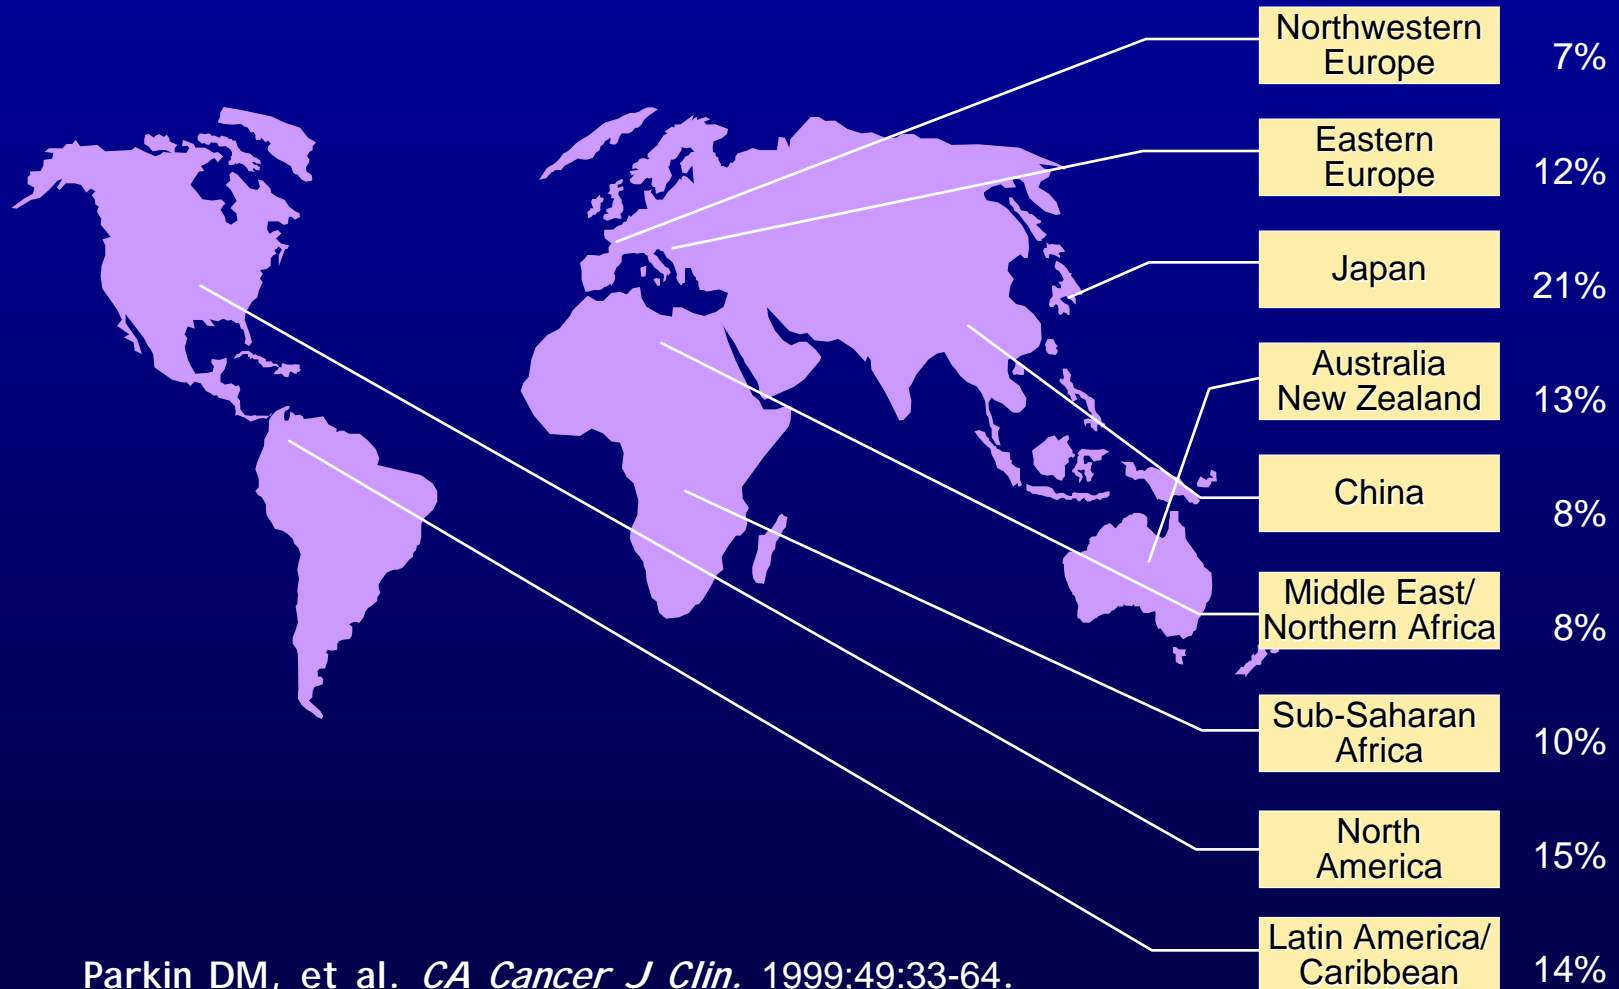 Northwestern
Europe
7%
Eastern
Europe
12%
Japan
21%
Australia
New Zealand
13%
China
8%
Middle East/
Northern Africa
8%
Sub-Saharan
Africa
10%
North
America
15%
Latin America/
Caribbean
14%
Parkin DM, et al. CA Cancer J Clin. 1999;49:33-64.